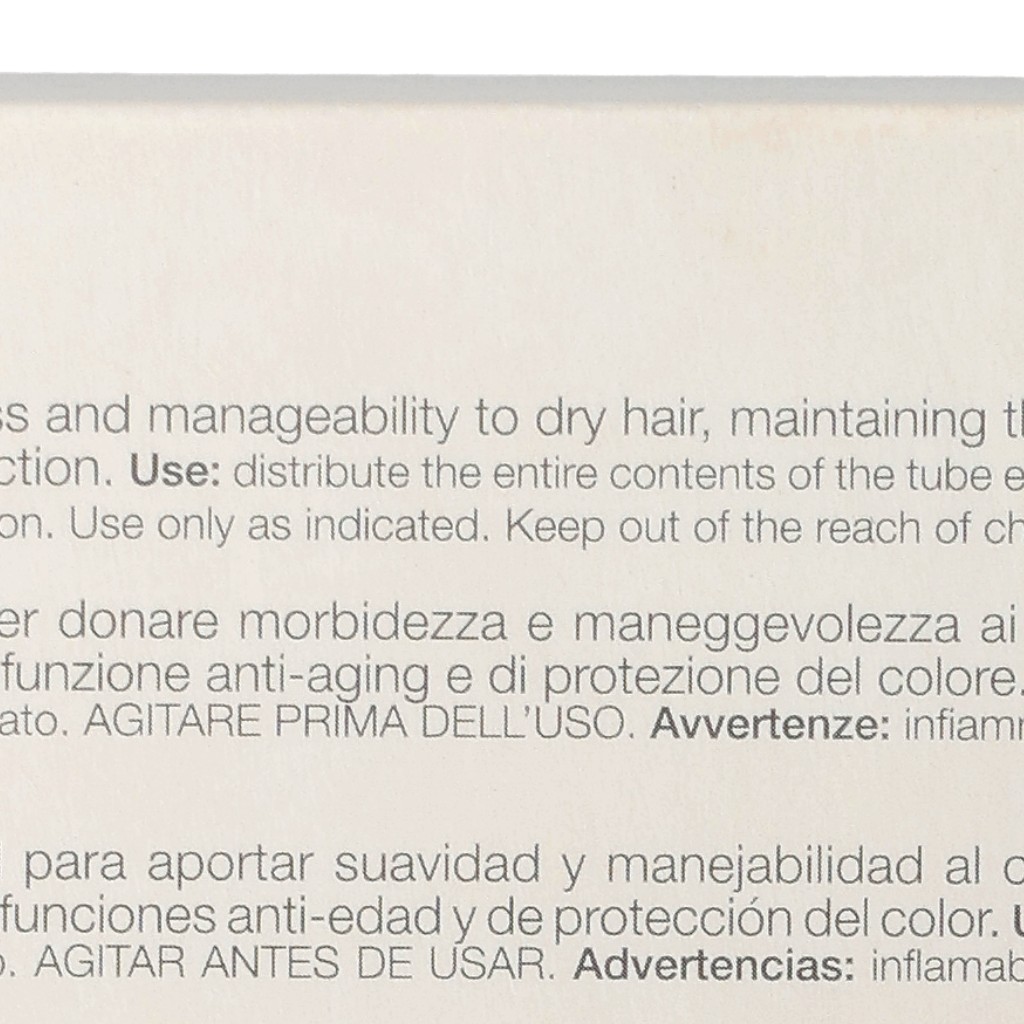 ss and manageability to dry hair, maintaining th
ction. Use: distribute the entire contents of the tube e
on. Use only as indicated. Keep out of the reach of ch
er donare morbidezza e maneggevolezza ai
funzione anti-aging e di protezione del colore.
ato. AGITARE PRIMA DELL'USO. Avvertenze: infiamm
para aportar suavidad y manejabilidad al c
funciones anti-edad y de protección del color. U
o. AGITAR ANTES DE USAR. Advertencias: inflamab